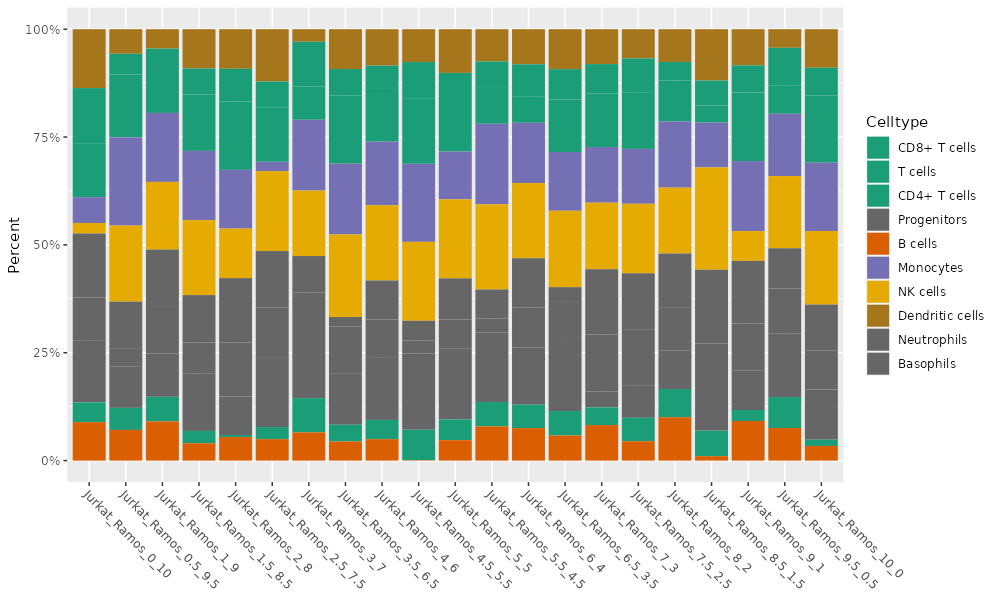 100%
75%
50%
25%
0%
Percent
Jurkat_Ramos_0_10
Jurkat_Ramos_0.5_9.5
Jurkat_Ramos_1_9
Jurkat_Ramos_1.5_8.5
Jurkat_Ramos_2_8
Jurkat_Ramos_2.5_7.5
Jurkat_Ramos_3_7
Jurkat_Ramos_3.5_6.5
Jurkat_Ramos_4_6
Jurkat_Ramos_4.5_5.5
Jurkat_Ramos_5_5
Jurkat_Ramos_5.5_4.5
Jurkat_Ramos_6_4
Jurkat_Ramos_6.5_3.5
Jurkat_Ramos_7_3
Jurkat_Ramos_7.5_2.5
Jurkat_Ramos_8_2
Jurkat_Ramos_8.5_1.5
Jurkat_Ramos_9_1
Jurkat_Ramos_9.5_0.5
Jurkat_Ramos_10_0
Celltype
CD8+ T cells
T cells
CD4+ T cells
Progenitors
B cells
Monocytes
NK cells
Dendritic cells
Neutrophils
Basophils